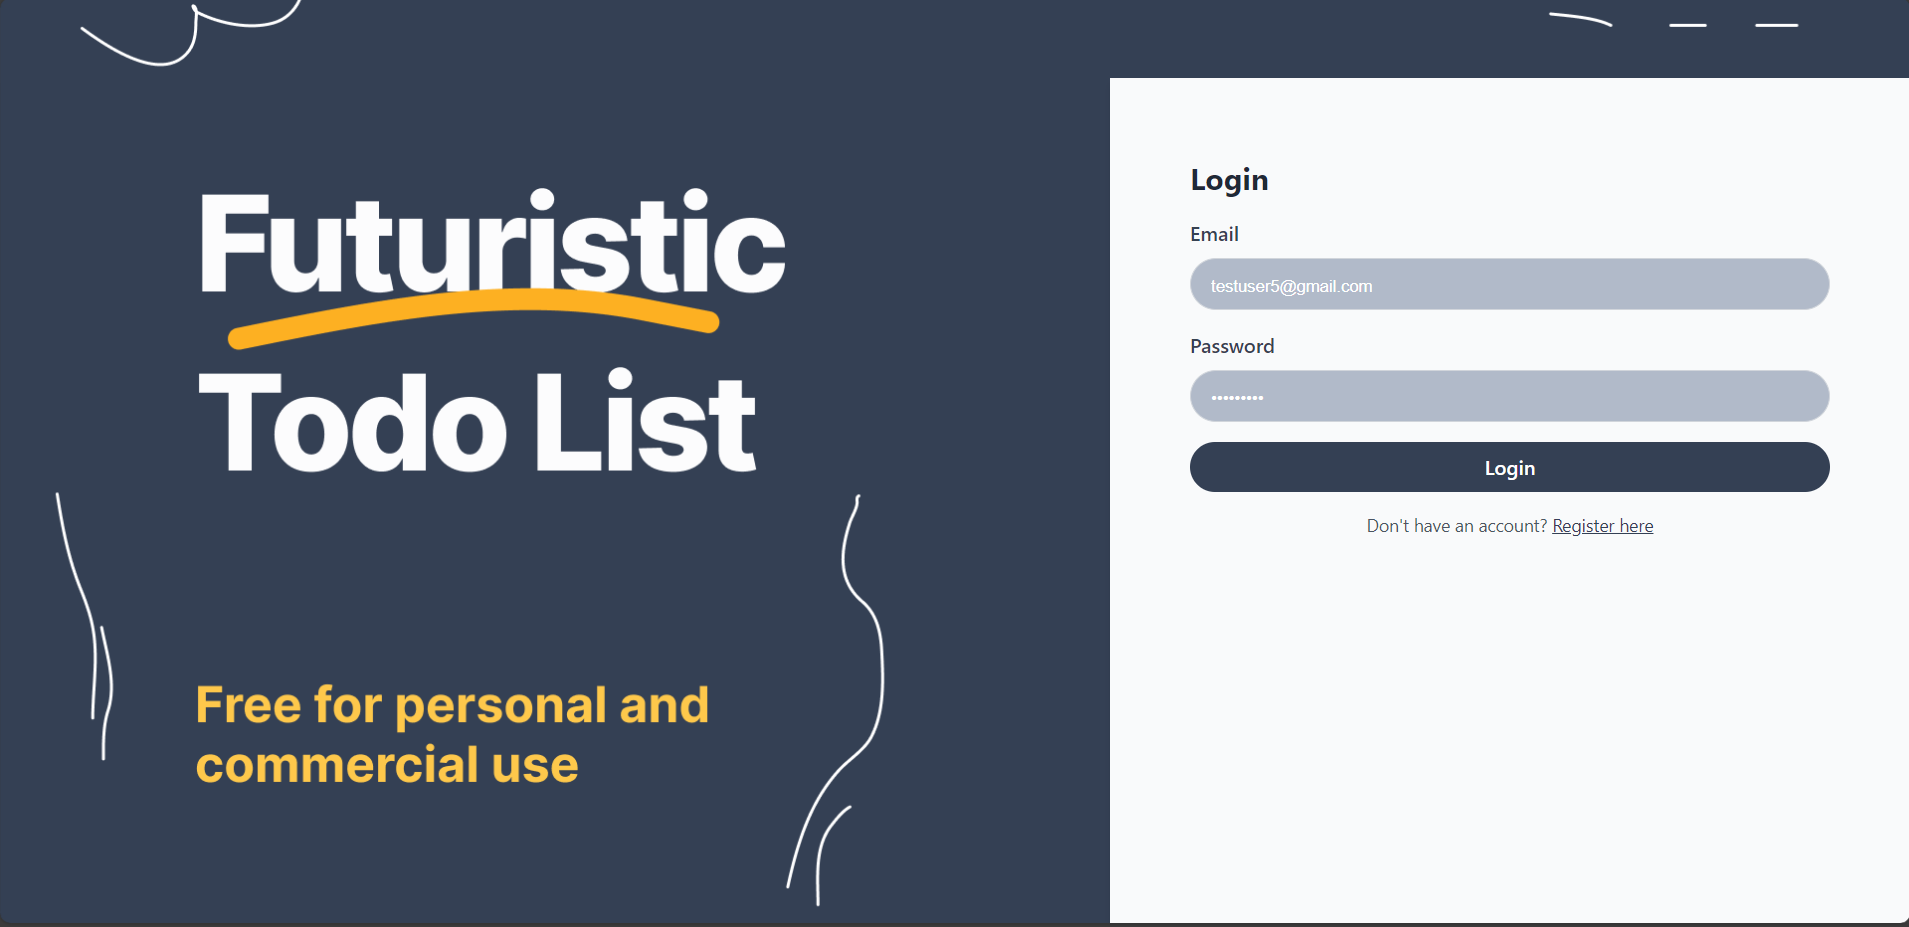 Futuristic
Todo List
Free for personal and
commercial use
Login
Email
testuser5@gmail.com
Password
•••••••••
Login
Don't have an account? Register here